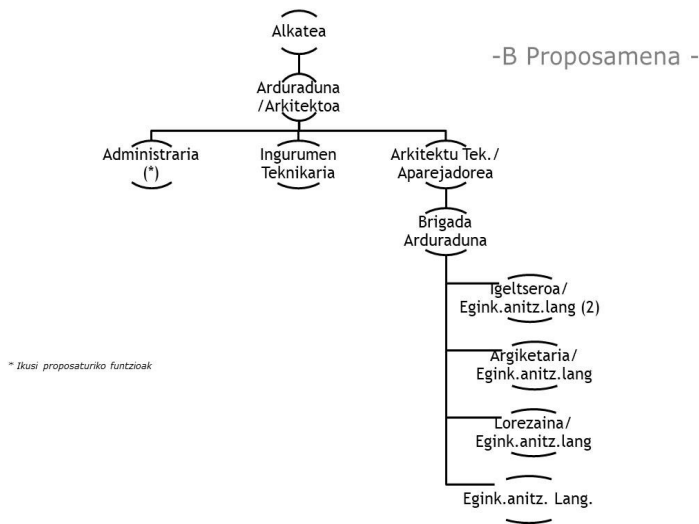 Alkatea
-B Proposamena -
Arduraduna
/Arkitektoa
Administraria
(*)
Ingurumen
Teknikaria
Arkitektu Tek./
Aparejadorea
Brigada
Arduraduna
Igeltseroa/
Egink.anitz.lang (2)
Argiketaria/
Egink.anitz.lang
* Ikusi proposaturiko funtzioak
Lorezaina/
Egink.anitz.lang
Egink.anitz. Lang.